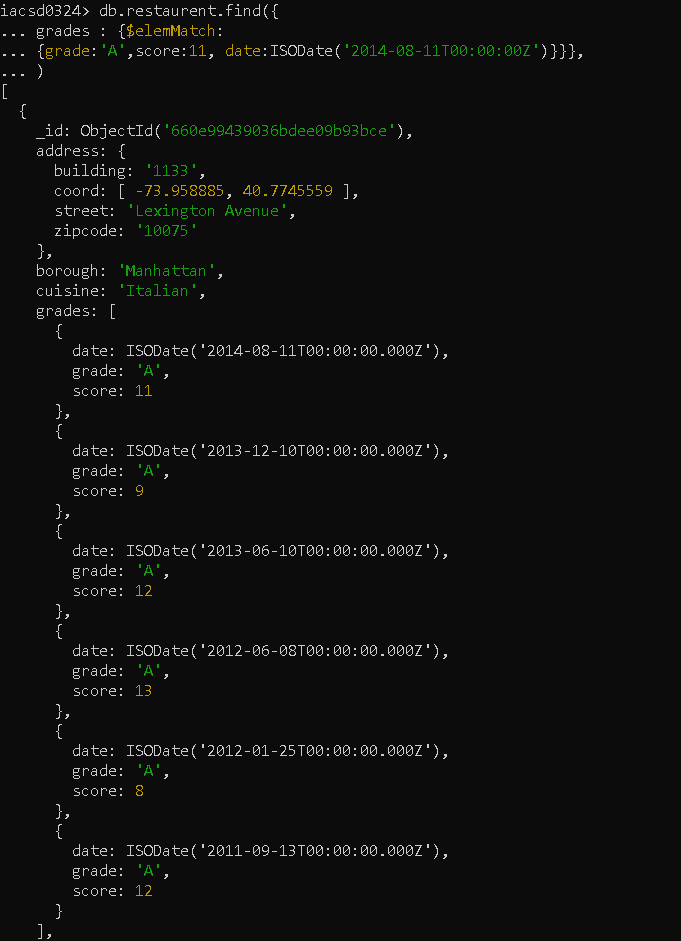 iacsd0324> db.restaurent.find({
... grades : {$elemMatch:
... {grade:'A',score:11, date:ISODate('2014-08-11T00:00:00Z')}}},
... )
[
  {
    _id: ObjectId('660e99439036bdee09b93bce'),
    address: {
      building: '1133',
      coord: [ -73.958885, 40.7745559 ],
      street: 'Lexington Avenue',
      zipcode: '10075'
    },
    borough: 'Manhattan',
    cuisine: 'Italian',
    grades: [
      {
        date: ISODate('2014-08-11T00:00:00.000Z'),
        grade: 'A',
        score: 11
      },
      {
        date: ISODate('2013-12-10T00:00:00.000Z'),
        grade: 'A',
        score: 9
      },
      {
        date: ISODate('2013-06-10T00:00:00.000Z'),
        grade: 'A',
        score: 12
      },
      {
        date: ISODate('2012-06-08T00:00:00.000Z'),
        grade: 'A',
        score: 13
      },
      {
        date: ISODate('2012-01-25T00:00:00.000Z'),
        grade: 'A',
        score: 8
      },
      {
        date: ISODate('2011-09-13T00:00:00.000Z'),
        grade: 'A',
        score: 12
      }
    ],